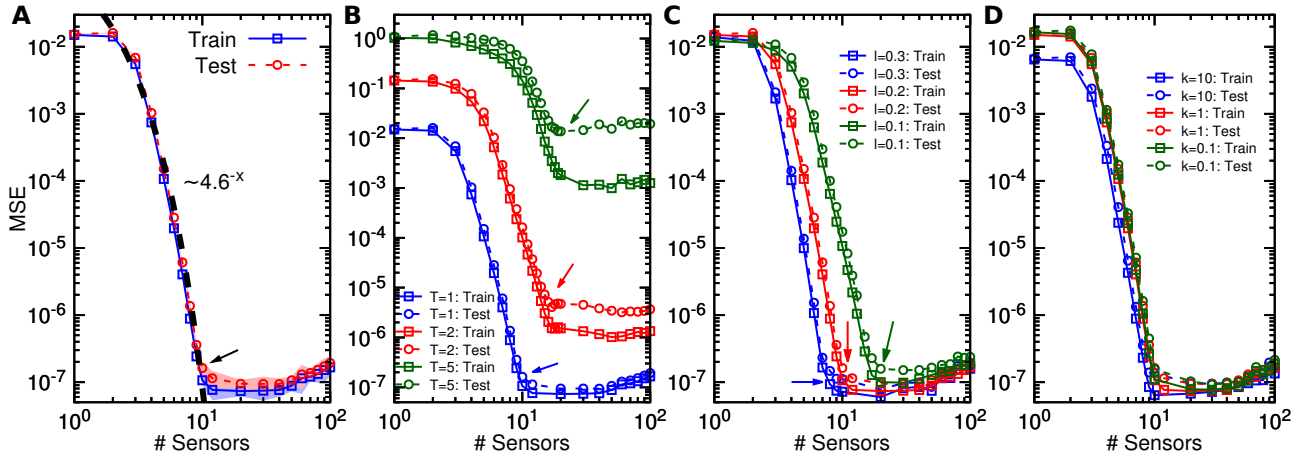 A
MSE
10^-2
10^-3
10^-4
10^-5
10^-6
10^-7
Train
Test
~4.6^-x
10^0
10^1
10^2
# Sensors
B
10^0
10^-1
10^-2
10^-3
10^-4
10^-5
10^-6
10^-7
T=1: Train
T=1: Test
T=2: Train
T=2: Test
T=5: Train
T=5: Test
10^0
10^1
10^2
# Sensors
C
10^-2
10^-3
10^-4
10^-5
10^-6
10^-7
l=0.3: Train
l=0.3: Test
l=0.2: Train
l=0.2: Test
l=0.1: Train
l=0.1: Test
10^0
10^1
10^2
# Sensors
D
10^-2
10^-3
10^-4
10^-5
10^-6
10^-7
k=10: Train
k=10: Test
k=1: Train
k=1: Test
k=0.1: Train
k=0.1: Test
10^0
10^1
10^2
# Sensors